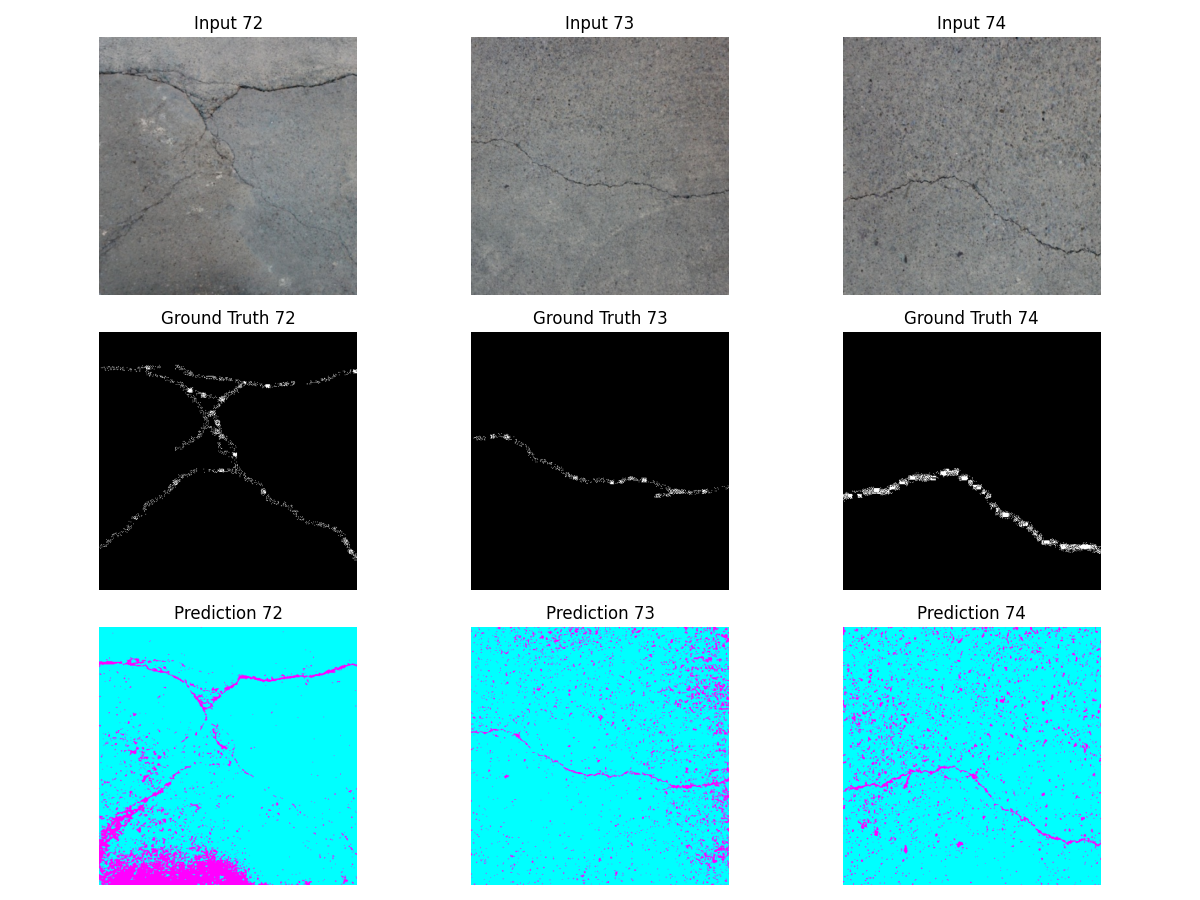 Input 72
Input 73
Input 74
Ground Truth 72
Ground Truth 73
Ground Truth 74
Prediction 72
Prediction 73
Prediction 74